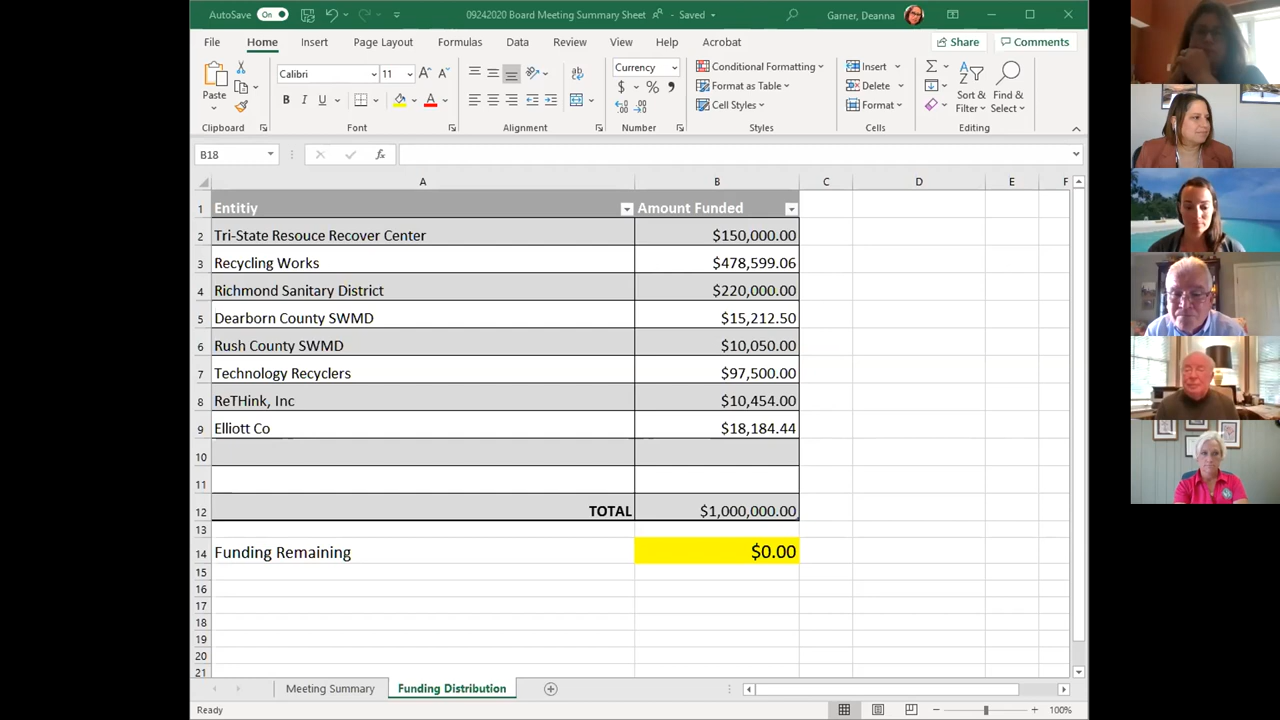 AutoSave On 09242020 Board Meeting Summary Sheet - Saved Garner, Deanna
File Home Insert Page Layout Formulas Data Review View Help Acrobat Share Comments
Paste Calibri 11 A A Currency Conditional Formatting Insert Σ
B I U A $ % , Format as Table Delete Sort & Find &
Cell Styles Format Filter Select
Clipboard Font Alignment Number Styles Cells Editing
B18 fx
A B C D E F
1 Entitiy Amount Funded
2 Tri-State Resouce Recover Center $150,000.00
3 Recycling Works $478,599.06
4 Richmond Sanitary District $220,000.00
5 Dearborn County SWMD $15,212.50
6 Rush County SWMD $10,050.00
7 Technology Recyclers $97,500.00
8 ReTHink, Inc $10,454.00
9 Elliott Co $18,184.44
10
11
12 TOTAL $1,000,000.00
13
14 Funding Remaining $0.00
15
16
17
18
19
20
21
Meeting Summary Funding Distribution
Ready 100%